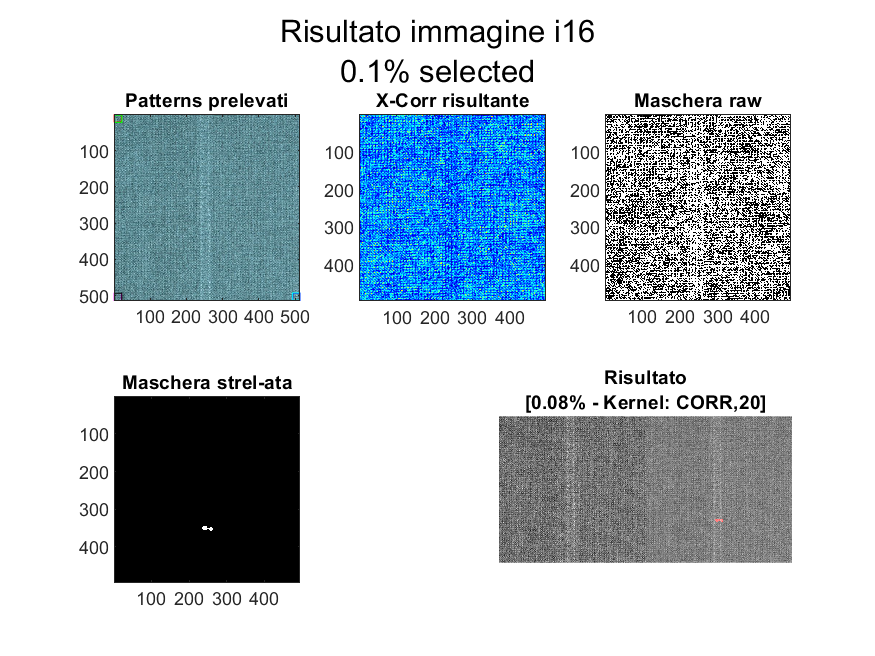 Risultato immagine i16
0.1% selected
Patterns prelevati
X-Corr risultante
Maschera raw
100
200
300
400
500
100 200 300 400 500
100
200
300
400
100 200 300 400
100
200
300
400
100 200 300 400
Maschera strel-ata
100
200
300
400
100 200 300 400
Risultato
[0.08% - Kernel: CORR,20]